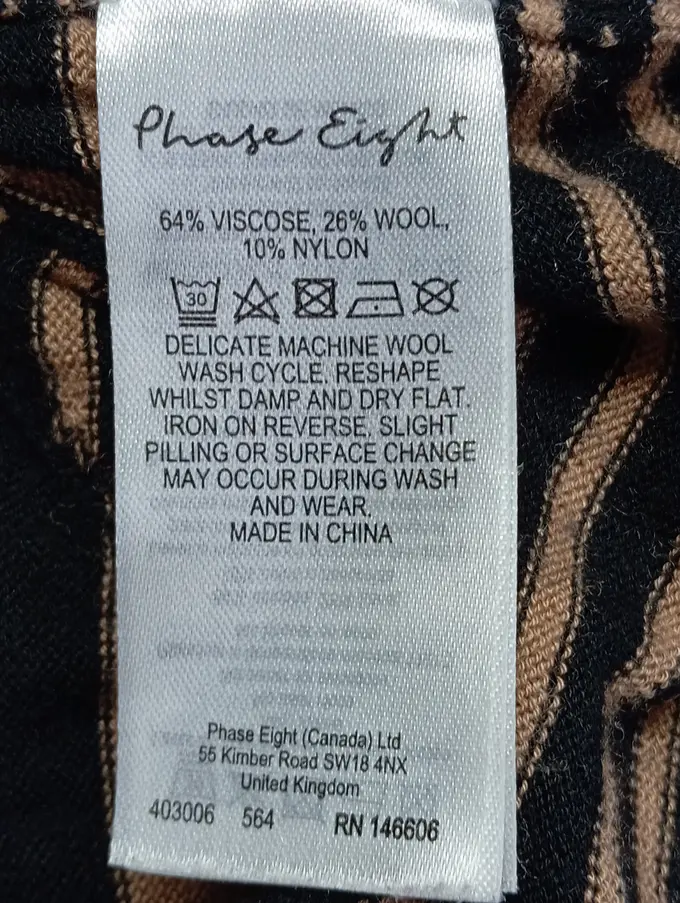 Phase Eight
64% VISCOSE, 26% WOOL,
10% NYLON
30
DELICATE MACHINE WOOL
WASH CYCLE. RESHAPE
WHILST DAMP AND DRY FLAT.
IRON ON REVERSE, SLIGHT
PILLING OR SURFACE CHANGE
MAY OCCUR DURING WASH
AND WEAR.
MADE IN CHINA
Phase Eight (Canada) Ltd
55 Kimber Road SW18 4NX
United Kingdom
403006 564 RN 146606